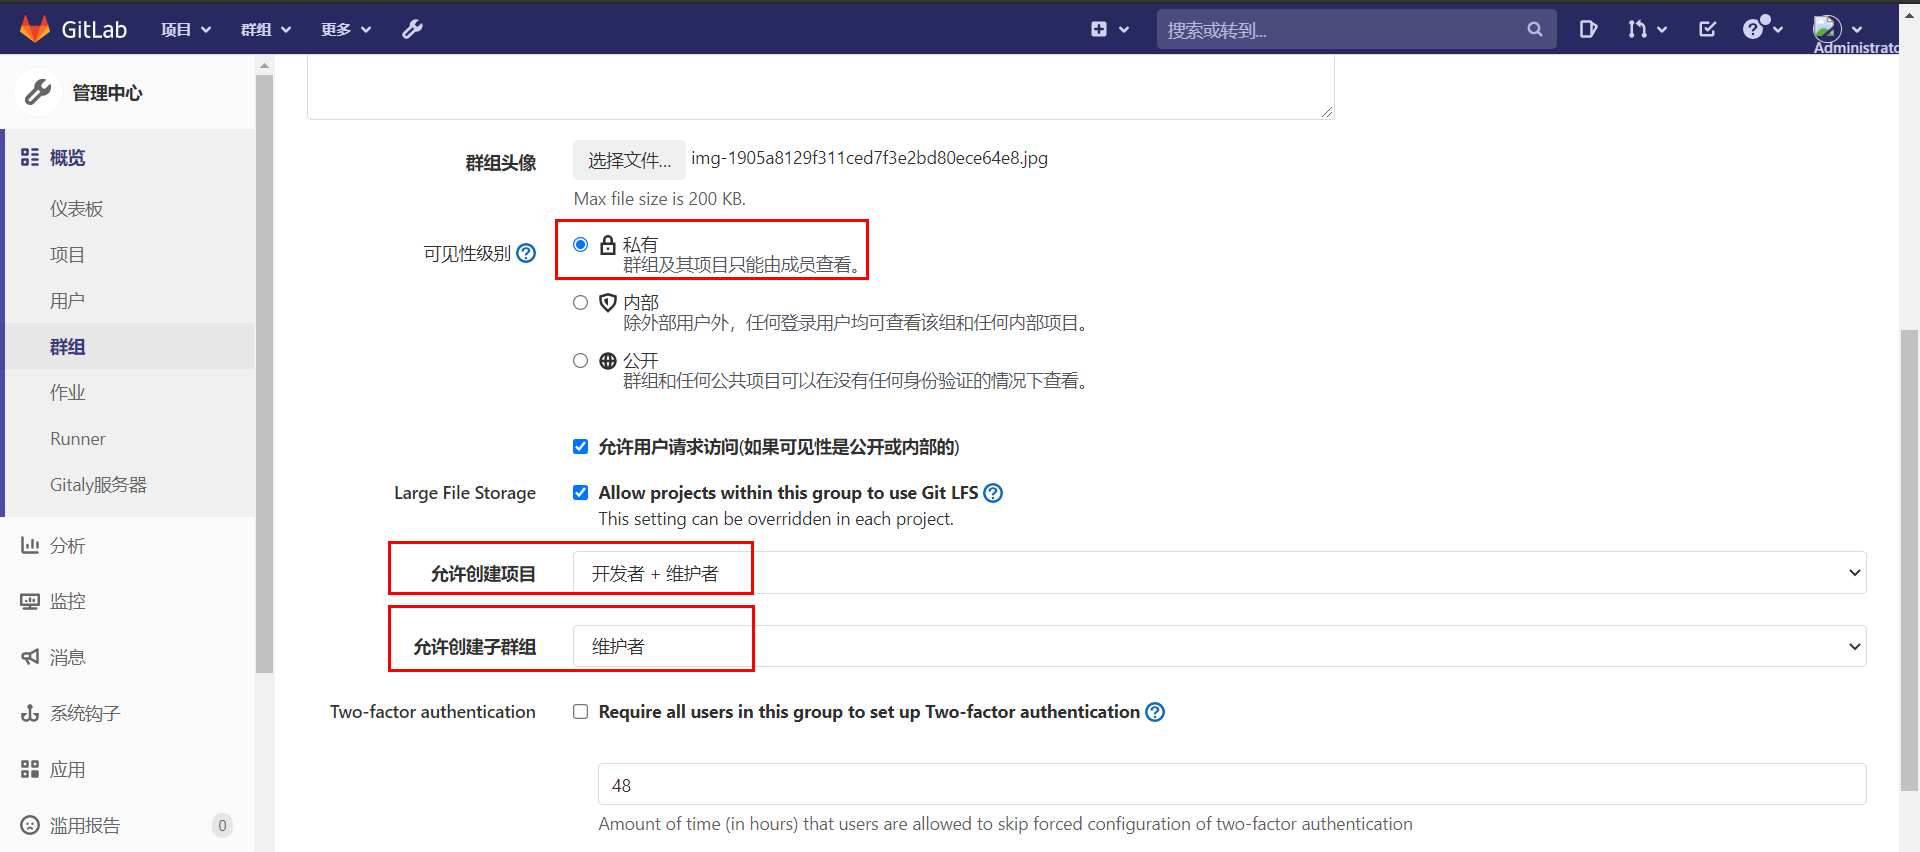 GitLab 项目 群组 更多 搜索或转到... Administrato
管理中心
概览
仪表板
项目
用户
群组
作业
Runner
Gitaly服务器
分析
监控
消息
系统钩子
应用
滥用报告 0
群组头像 选择文件... img-1905a8129f311ced7f3e2bd80ece64e8.jpg
Max file size is 200 KB.
可见性级别 私有
群组及其项目只能由成员查看。
内部
除外部用户外，任何登录用户均可查看该组和任何内部项目。
公开
群组和任何公共项目可以在没有任何身份验证的情况下查看。
允许用户请求访问(如果可见性是公开或内部的)
Large File Storage Allow projects within this group to use Git LFS
This setting can be overridden in each project.
允许创建项目 开发者 + 维护者
允许创建子群组 维护者
Two-factor authentication Require all users in this group to set up Two-factor authentication
48
Amount of time (in hours) that users are allowed to skip forced configuration of two-factor authentication